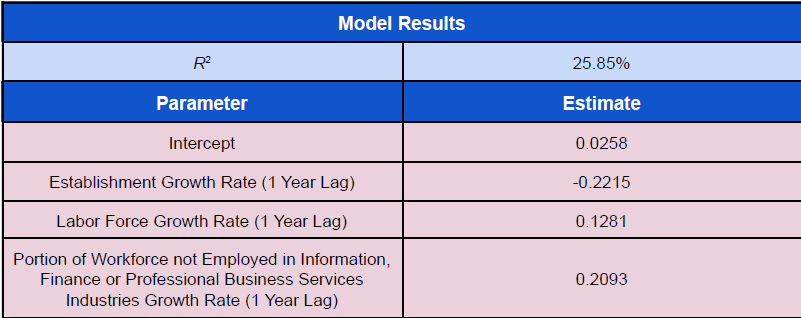 Model Results
R² 25.85%
Parameter Estimate
Intercept 0.0258
Establishment Growth Rate (1 Year Lag) -0.2215
Labor Force Growth Rate (1 Year Lag) 0.1281
Portion of Workforce not Employed in Information,
Finance or Professional Business Services
Industries Growth Rate (1 Year Lag)
0.2093